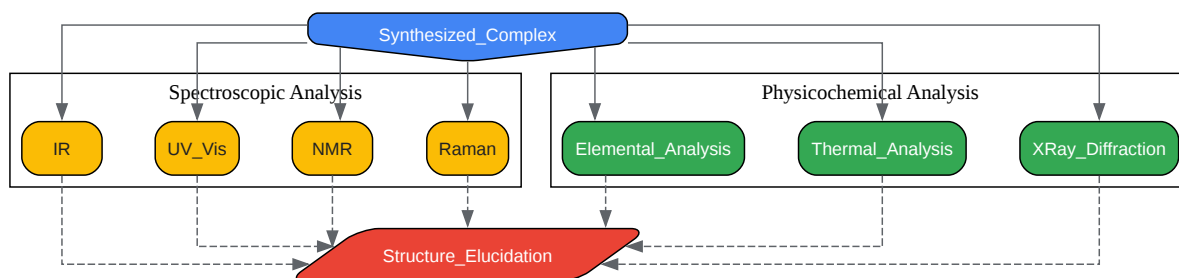 Synthesized_Complex
Spectroscopic Analysis
Physicochemical Analysis
IR
UV_Vis
NMR
Raman
Elemental_Analysis
Thermal_Analysis
XRay_Diffraction
Structure_Elucidation